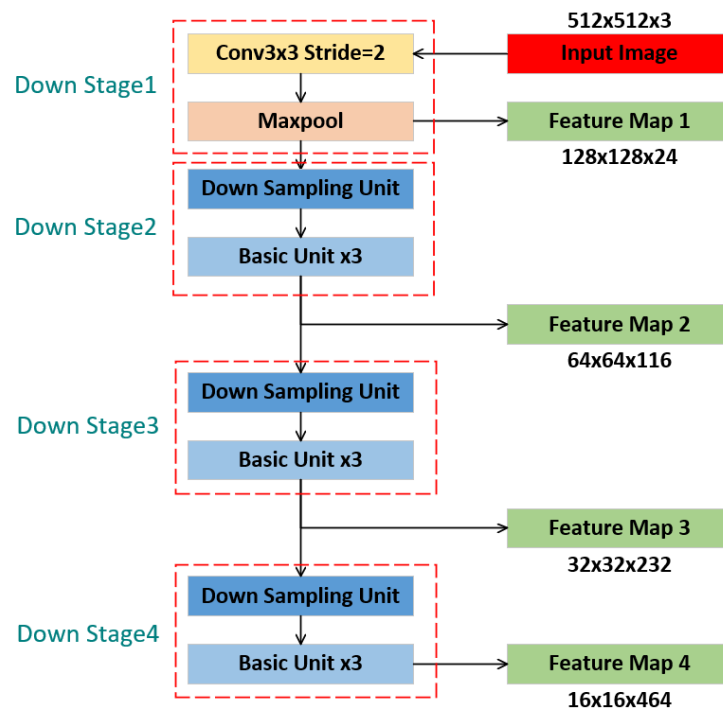 512x512x3
Conv3x3 Stride=2
Input Image
Down Stage1
Maxpool
Feature Map 1
128x128x24
Down Sampling Unit
Down Stage2
Basic Unit x3
Feature Map 2
64x64x116
Down Sampling Unit
Down Stage3
Basic Unit x3
Feature Map 3
32x32x232
Down Sampling Unit
Down Stage4
Basic Unit x3
Feature Map 4
16x16x464